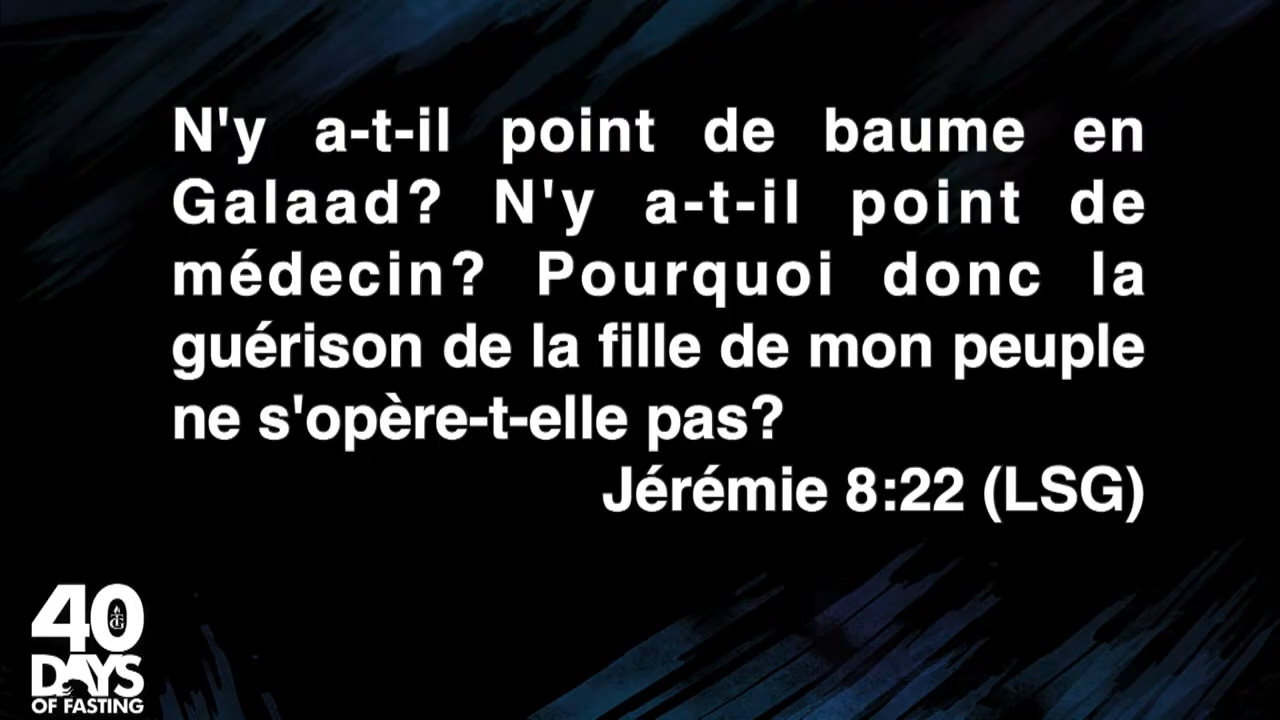 N'y a-t-il point de baume en
Galaad? N'y a-t-il point de
médecin? Pourquoi donc la
guérison de la fille de mon peuple
ne s'opère-t-elle pas?
Jérémie 8:22 (LSG)
40
DAYS
OF FASTING